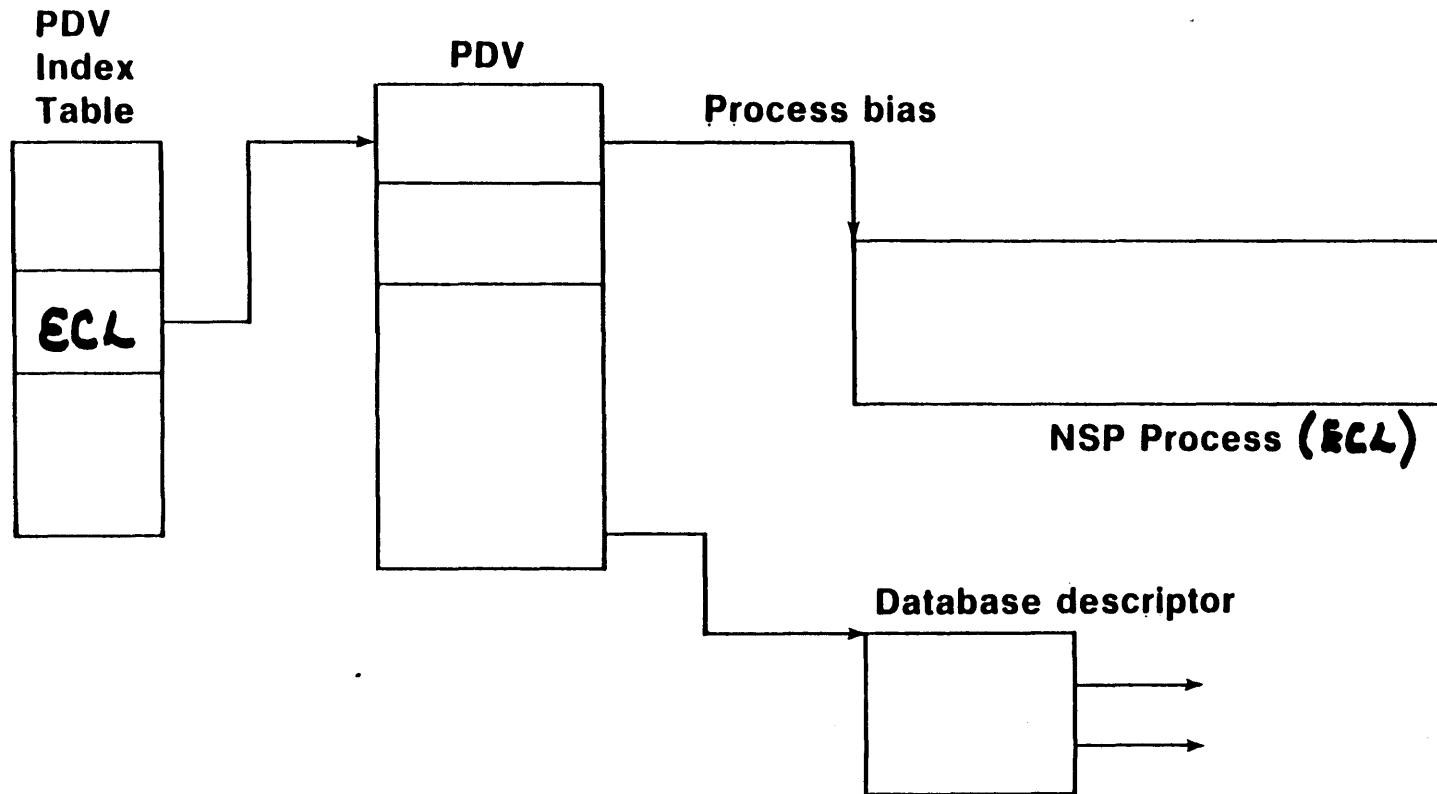 PDV
Index
Table
PDV
Process bias
ECL
NSP Process (ECL)
Database descriptor